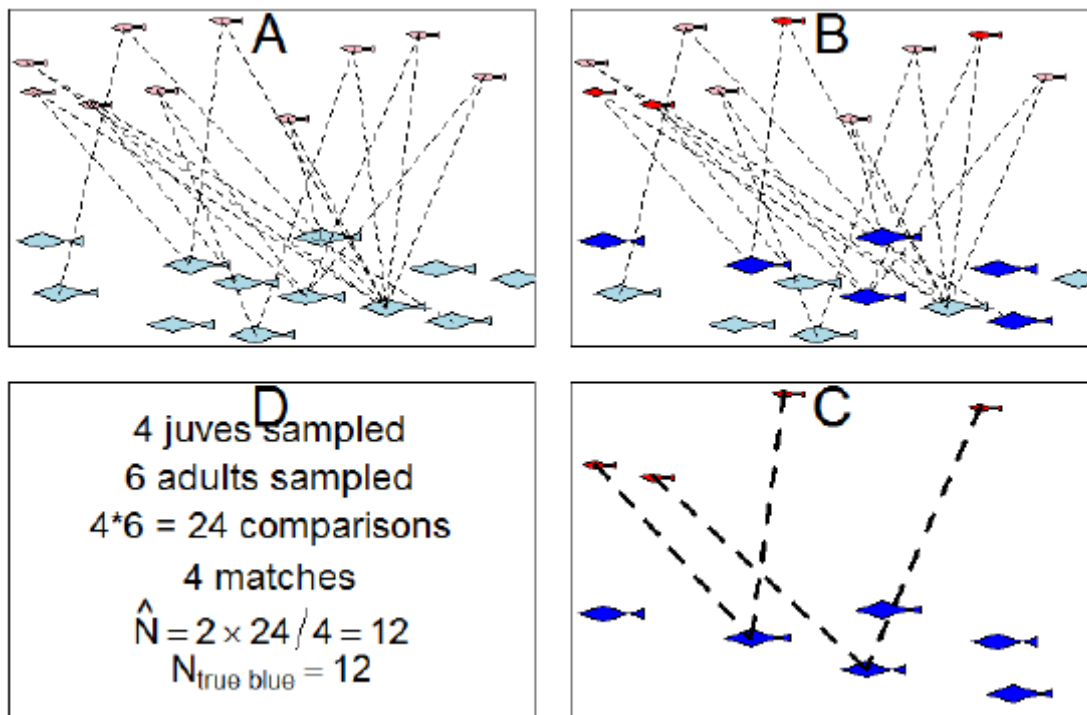 A
B
D
4 juves sampled
6 adults sampled
4*6 = 24 comparisons
4 matches
N̂ = 2 × 24 / 4 = 12
N_true blue = 12
C